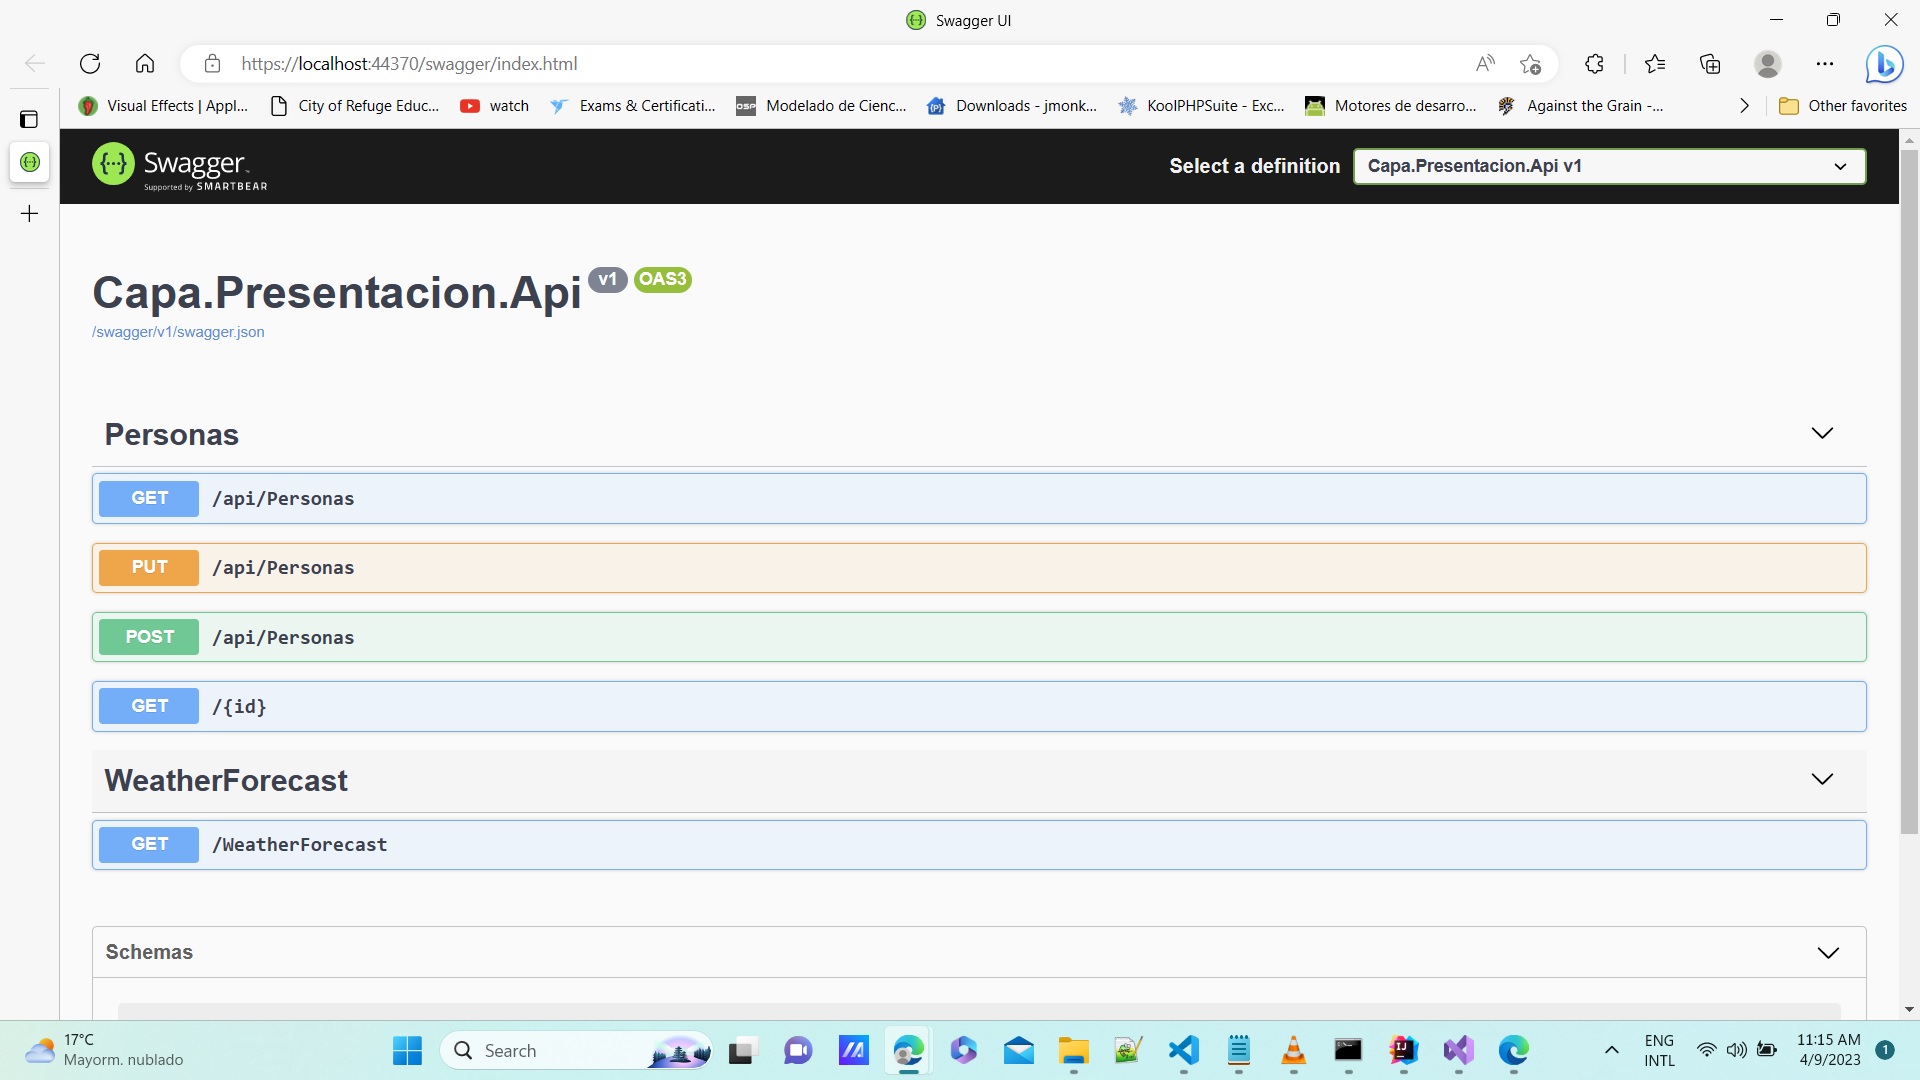 Swagger UI
https://localhost:44370/swagger/index.html
Visual Effects | Appl...
City of Refuge Educ...
watch
Exams & Certificati...
OSP
Modelado de Cienc...
Downloads - jmonk...
KoolPHPSuite - Exc...
Motores de desarro...
Against the Grain -...
Other favorites
Swagger
Supported by SMARTBEAR
Select a definition
Capa.Presentacion.Api v1
Capa.Presentacion.Api v1 OAS3
/swagger/v1/swagger.json
Personas
GET /api/Personas
PUT /api/Personas
POST /api/Personas
GET /{id}
WeatherForecast
GET /WeatherForecast
Schemas
17°C
Mayorm. nublado
Search
ENG
INTL
11:15 AM
4/9/2023
1